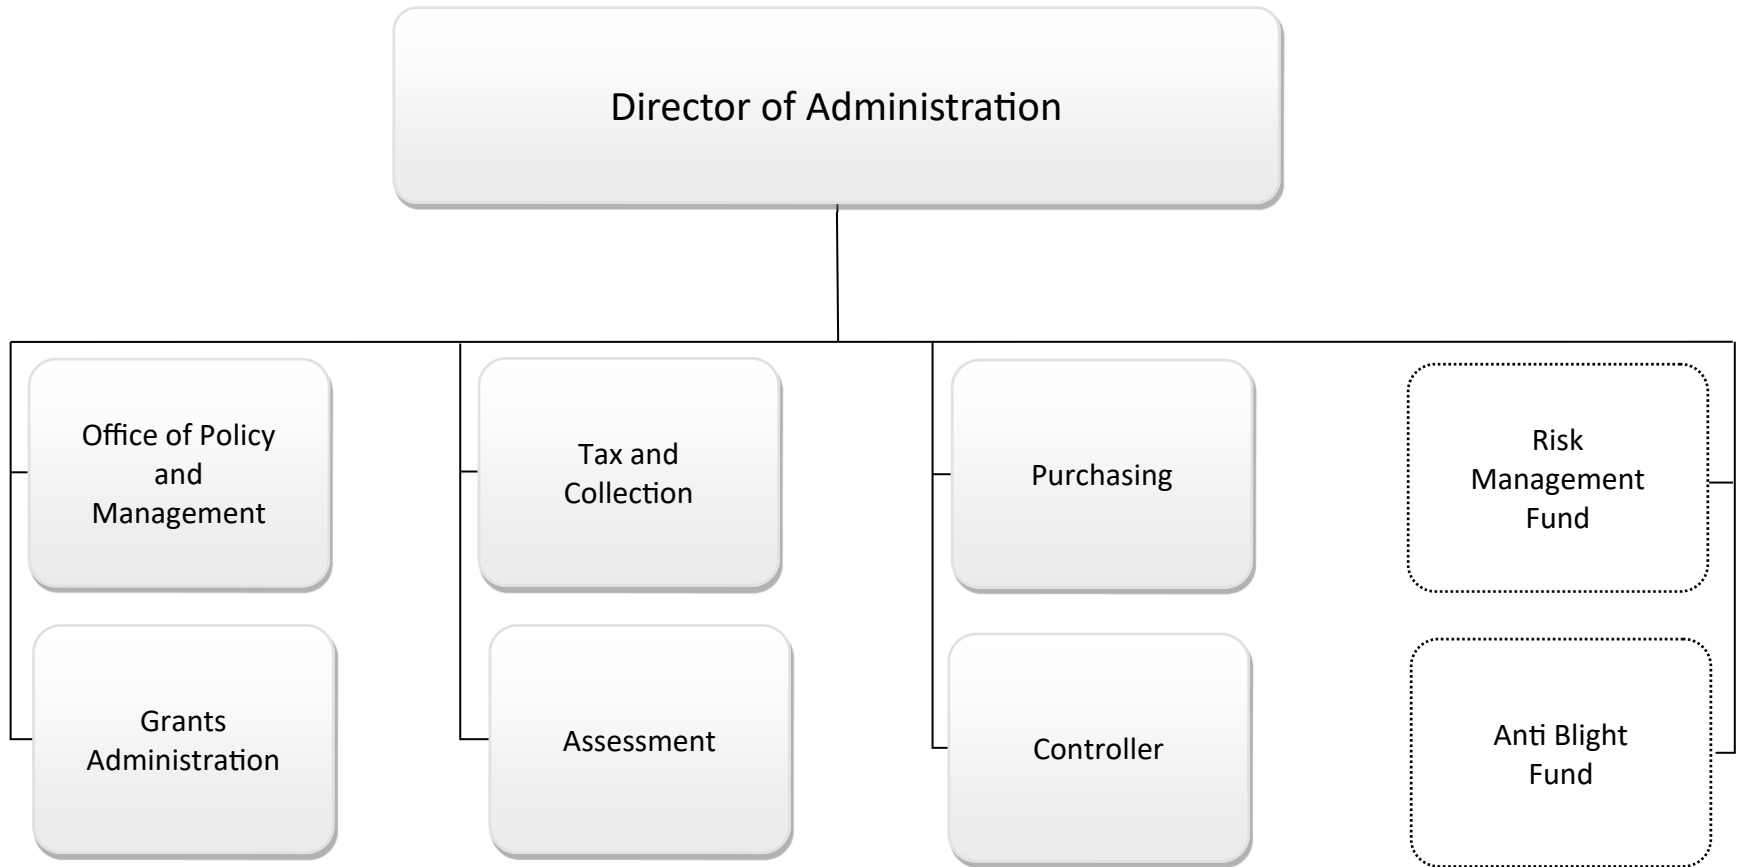 Director of Administration
Office of Policy
and
Management
Tax and
Collection
Purchasing
Risk
Management
Fund
Grants
Administration
Assessment
Controller
Anti Blight
Fund